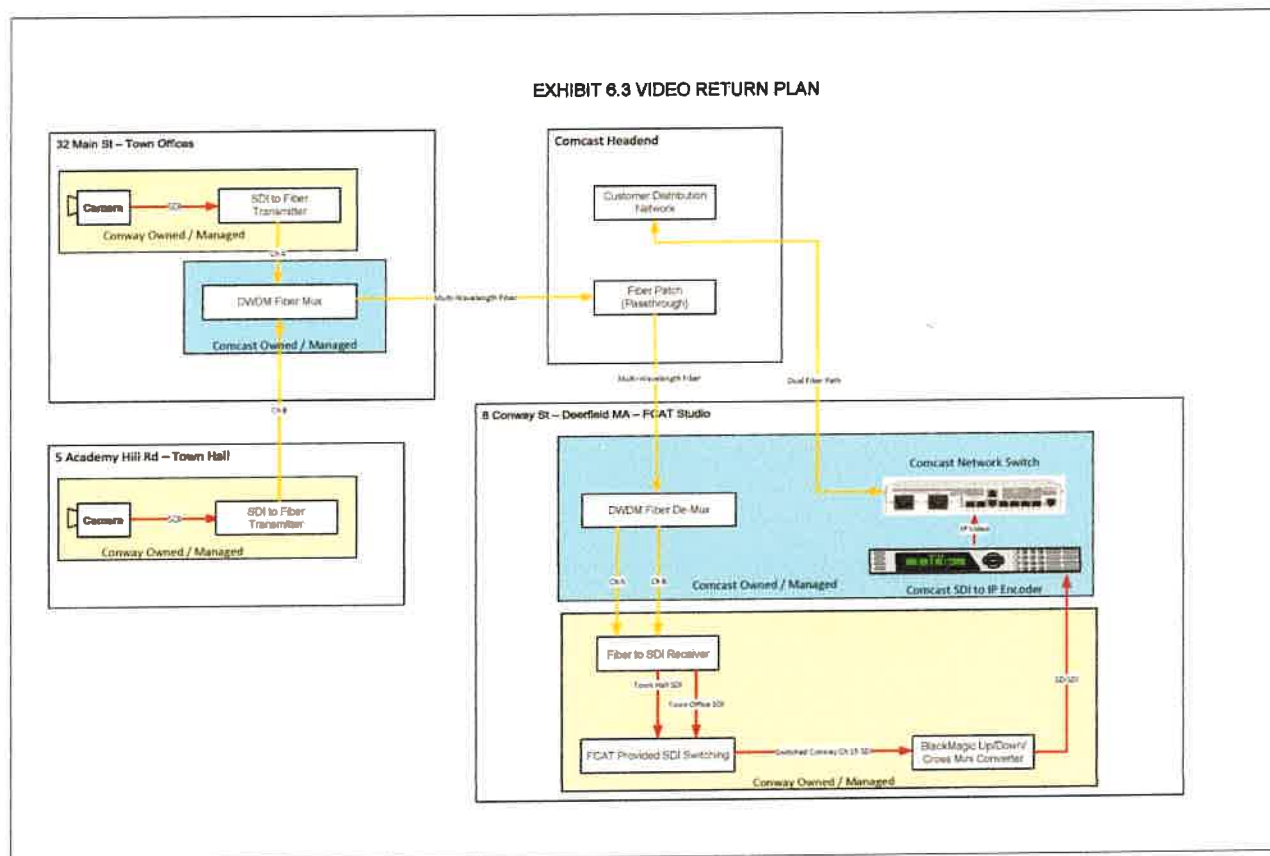 EXHIBIT 6.3 VIDEO RETURN PLAN
32 Main St – Town Offices
Camera
SDI
SDI to Fiber
Transmitter
Conway Owned / Managed
Ch A
DWDM Fiber Mux
Comcast Owned / Managed
Multi-Wavelength Fiber
Comcast Headend
Customer Distribution
Network
Fiber Patch
(Passthrough)
Multi-Wavelength Fiber
Dual Fiber Path
Ch B
5 Academy Hill Rd – Town Hall
Camera
SDI
SDI to Fiber
Transmitter
Conway Owned / Managed
8 Conway St – Deerfield MA – FCAT Studio
Comcast Network Switch
DWDM Fiber De-Mux
IP Video
Ch A
Ch B
Comcast Owned / Managed
Comcast SDI to IP Encoder
Fiber to SDI Receiver
Town Hall SDI
Town Office SDI
SD SDI
FCAT Provided SDI Switching
Switched Conway Ch 15 SDI
BlackMagic Up/Down/
Cross Mini Converter
Conway Owned / Managed